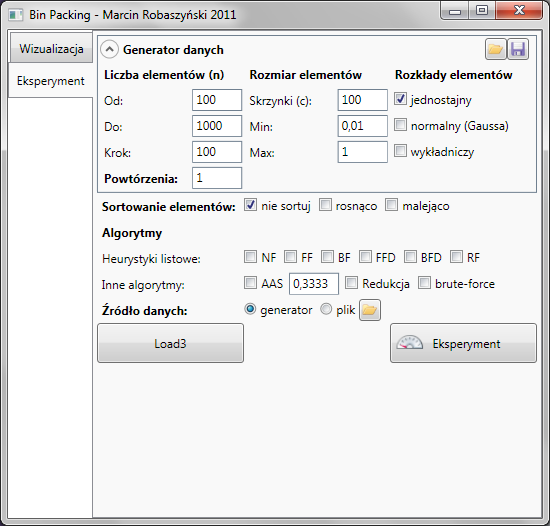 Bin Packing - Marcin Robaszyński 2011
Wizualizacja
Eksperyment
Generator danych
Liczba elementów (n) Rozmiar elementów Rozkłady elementów
Od: 100 Skrzynki (c): 100 jednostajny
Do: 1000 Min: 0,01 normalny (Gaussa)
Krok: 100 Max: 1 wykładniczy
Powtórzenia: 1
Sortowanie elementów: nie sortuj rosnąco malejąco
Algorytmy
Heurystyki listowe: NF FF BF FFD BFD RF
Inne algorytmy: AAS 0,3333 Redukcja brute-force
Źródło danych: generator plik
Load3 Eksperyment